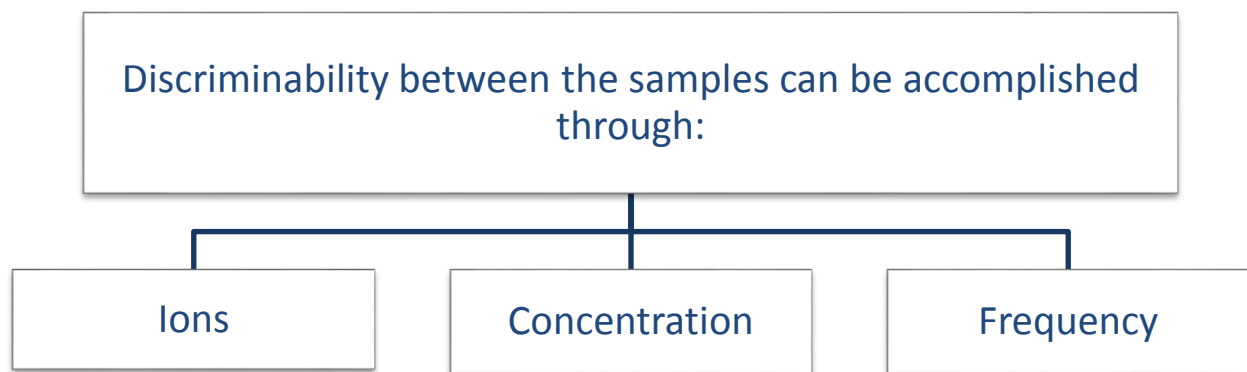 Discriminability between the samples can be accomplished
through:
Ions
Concentration
Frequency